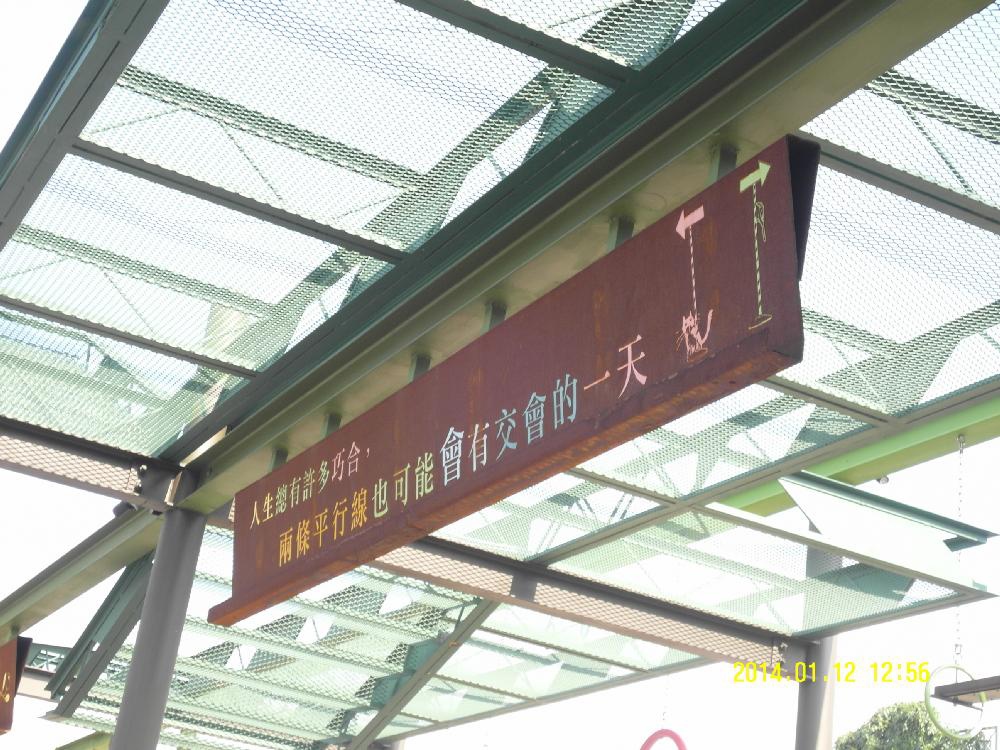 人生總有許多巧合，
兩條平行線也可能會有交會的一天
2014.01.12 12:56